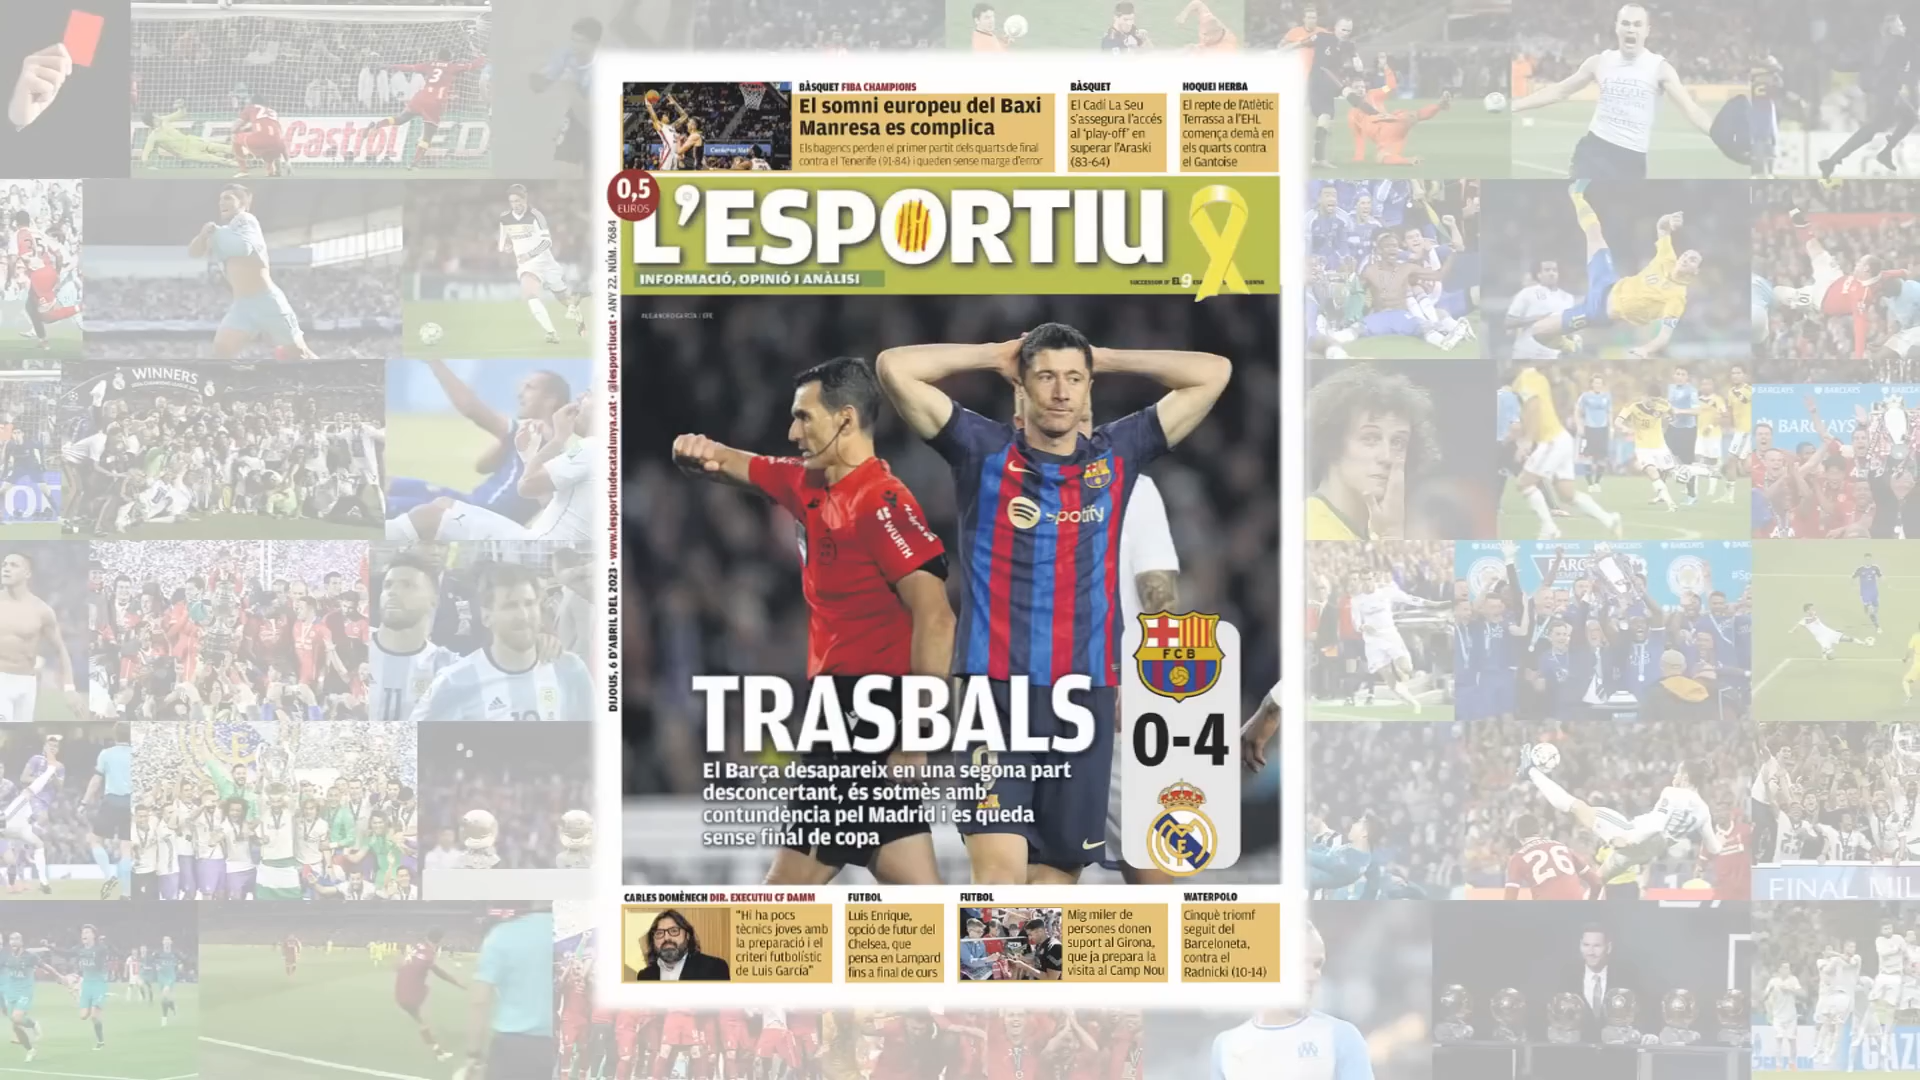 BÀSQUET FIBA CHAMPIONS
El somni europeu del Baxi
Manresa es complica
Els bagencs perden el primer partit dels quarts de final
contra el Tenerife (91-84) i queden sense marge d'error
BÀSQUET
El Cadí La Seu
s'assegura l'accés
al 'play-off' en
superar l'Araski
(83-64)
HOQUEI HERBA
El repte de l'Atlètic
Terrassa a l'EHL
comença demà en
els quarts contra
el Gantoise
0,5
EUROS
L'ESPORTIU
INFORMACIÓ, OPINIÓ I ANÀLISI
DIJOUS, 6 D'ABRIL DEL 2023 · www.lesportiudecatalunya.cat · @lesportiucat · ANY 22. NÚM. 7684
WÜRTH
spotify
FCB
TRASBALS
0-4
El Barça desapareix en una segona part
desconcertant, és sotmès amb
contundència pel Madrid i es queda
sense final de copa
CARLES DOMÈNECH DIR. EXECUTIU CF DAMM
"Hi ha pocs
tècnics joves amb
la preparació i el
criteri futbolístic
de Luis García"
FUTBOL
Luis Enrique,
opció de futur del
Chelsea, que
pensa en Lampard
fins a final de curs
FUTBOL
Mig miler de
persones donen
suport al Girona,
que ja prepara la
visita al Camp Nou
WATERPOLO
Cinquè triomf
seguit del
Barceloneta,
contra el
Radnicki (10-14)
Castrol
3
WINNERS
BARCLAYS
26
FINAL MIL